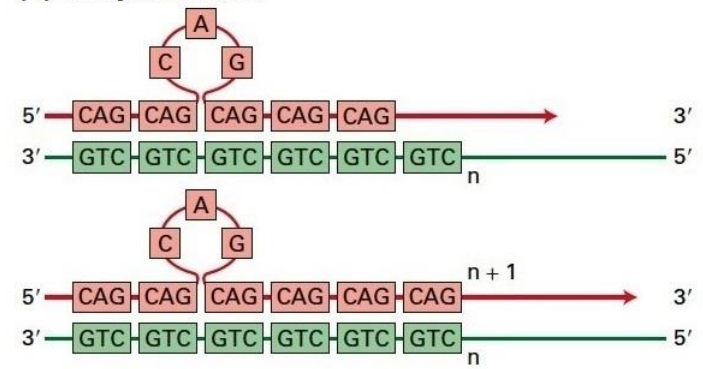 A
C G
5′ CAG CAG CAG CAG CAG 3′
3′ GTC GTC GTC GTC GTC GTC 5′
n
A
C G
n + 1
5′ CAG CAG CAG CAG CAG CAG 3′
3′ GTC GTC GTC GTC GTC GTC 5′
n